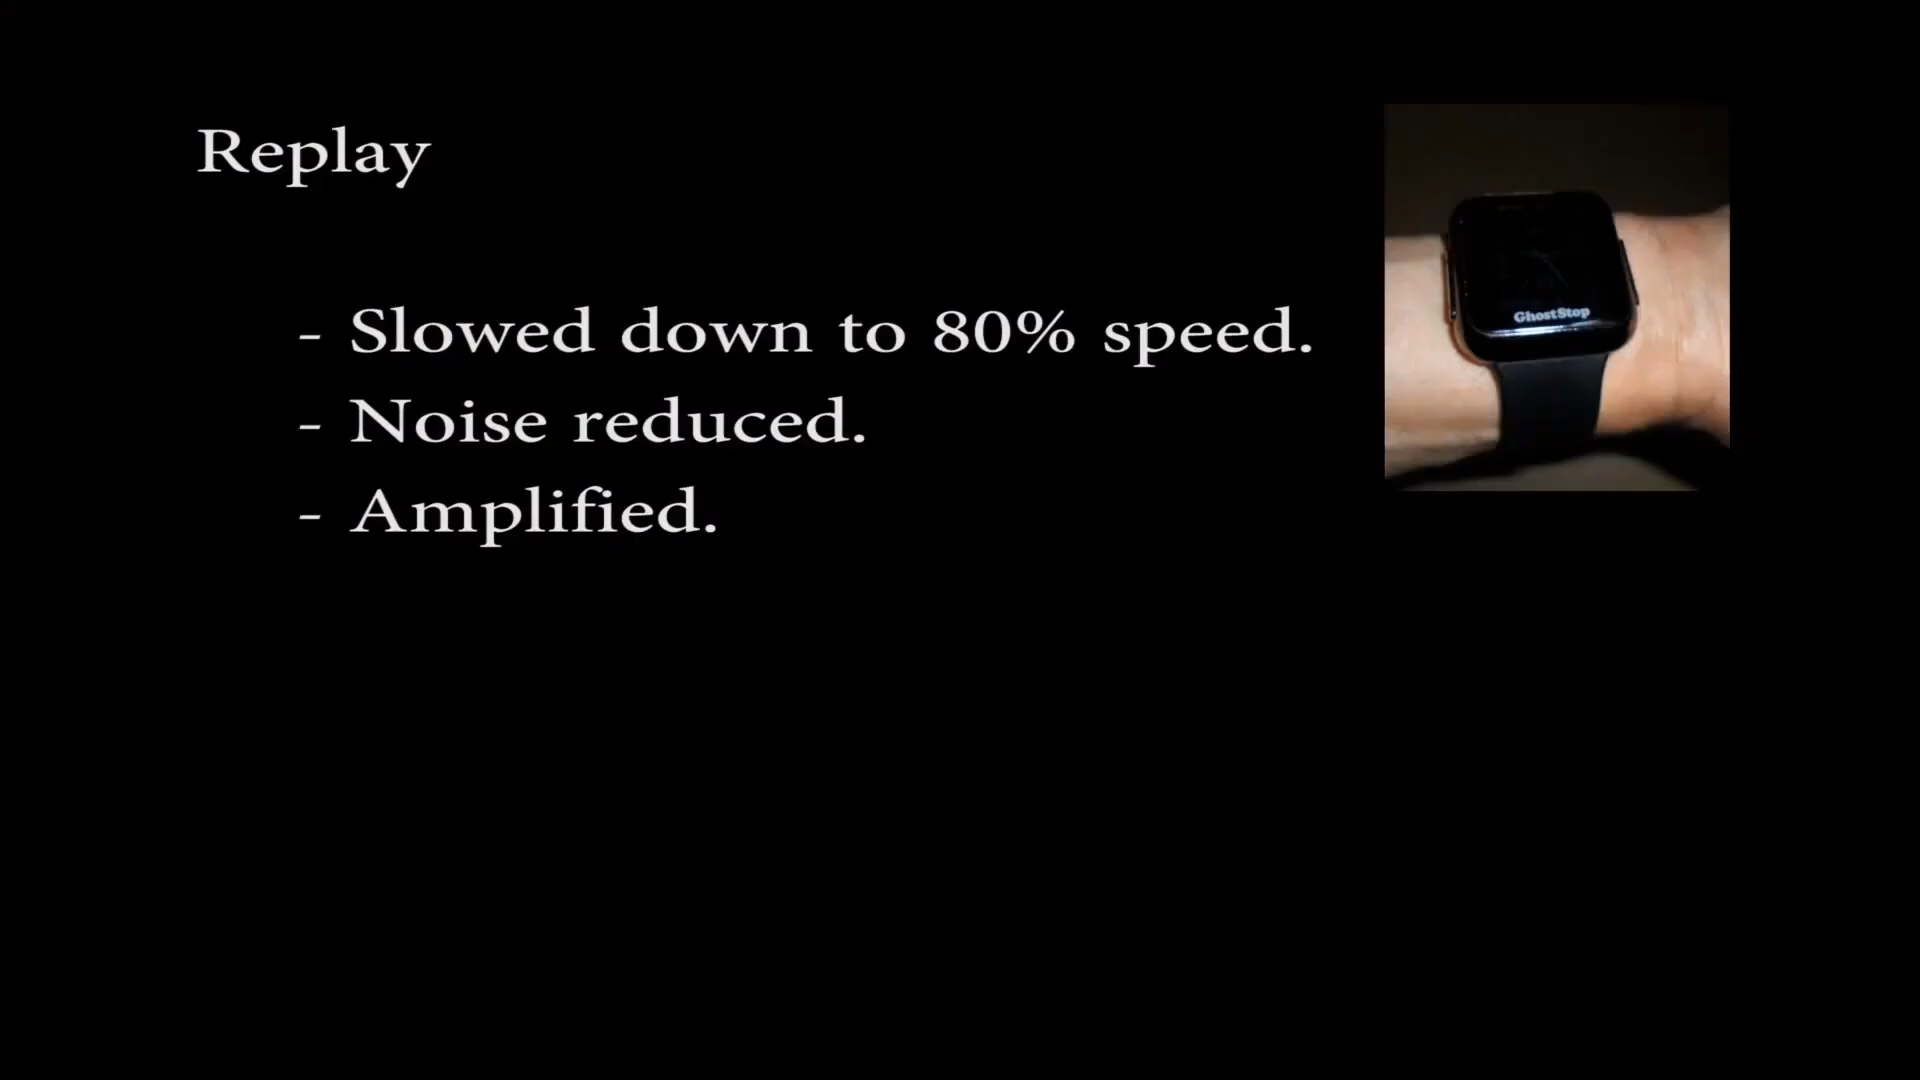 Replay
- Slowed down to 80% speed.
- Noise reduced.
- Amplified.
GhostStop